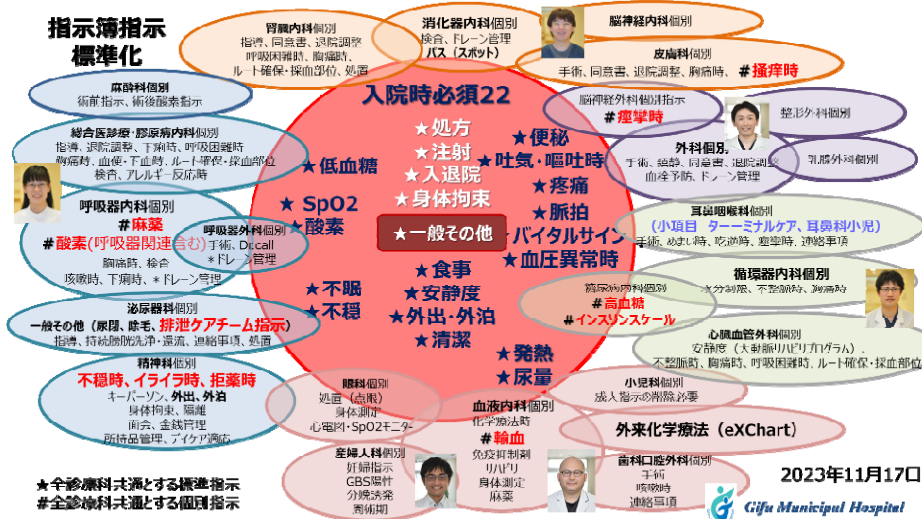 指示簿指示
標準化
腎臓内科個別
指導、同意書、退院調整
呼吸困難時、胸痛時、
ルート確保・採血部位、処置
消化器内科個別
検査、ドレーン管理
パス（スポット）
脳神経内科個別
皮膚科個別
手術、同意書、退院調整、胸痛時、#掻痒時
麻酔科個別
術前指示、術後酸素指示
総合医診療・膠原病内科個別
指導、退院調整、下痢時、呼吸困難時
胸痛時、血便・下血時、ルート確保・採血部位
検査、アレルギー反応時
呼吸器内科個別
#麻薬
#酸素(呼吸器関連含む)
胸痛時、検査
咳嗽時、下痢時、＊ドレーン管理
呼吸器外科個別
手術、Dr.call
＊ドレーン管理
泌尿器科個別
一般その他（尿閉、除毛、排泄ケアチーム指示）
指導、持続膀胱洗浄・還流、連絡事項、処置
精神科個別
不穏時、イライラ時、拒薬時
キーパーソン、外出、外泊
身体拘束、隔離
面会、金銭管理
所持品管理、デイケア適応
入院時必須22
★処方
★注射
★入退院
★身体拘束
★一般その他
★低血糖
★SpO2
★酸素
★不眠
★不穏
★便秘
★吐気・嘔吐時
★疼痛
★脈拍
★バイタルサイン
★血圧異常時
★食事
★安静度
★外出・外泊
★清潔
★発熱
★尿量
脳神経外科個別指示
#痙攣時
整形外科個別
外科個別
手術、鎮静、同意書、退院調整
血栓予防、ドレーン管理
乳腺外科個別
耳鼻咽喉科個別
（小項目 ターミナルケア、耳鼻科小児）
手術、めまい時、吃逆時、痙攣時、連絡事項
循環器内科個別
水分制限、不整脈時、胸痛時
糖尿病内科個別
#高血糖
#インスリンスケール
心臓血管外科個別
安静度（大動脈リハビリプログラム）、
不整脈時、胸痛時、呼吸困難時、ルート確保・採血部位
眼科個別
処置（点眼）
身体測定
心電図・SpO2モニター
血液内科個別
化学療法時
#輸血
免疫抑制剤
リハビリ
身体測定
麻薬
小児科個別
成人指示の削除必要
外来化学療法（eXChart）
産婦人科個別
妊婦指示
GBS陽性
分娩誘発
周術期
歯科口腔外科個別
手術
咳嗽時
連絡事項
★全診療科共通とする標準指示
#全診療科共通とする個別指示
2023年11月17日
Gifu Municipal Hospital